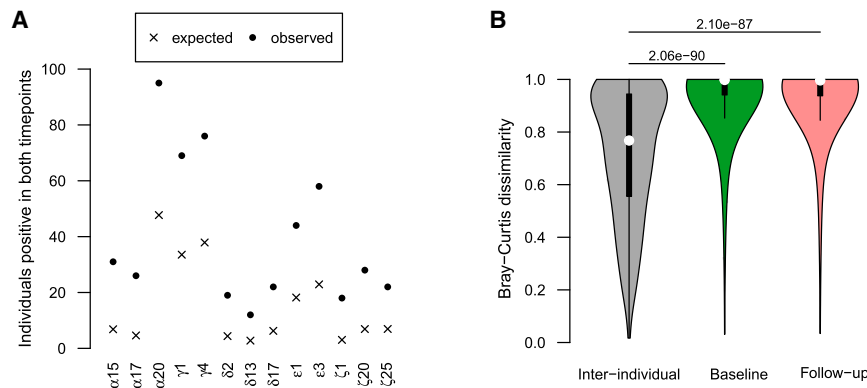 A
× expected ● observed
Individuals positive in both timepoints
100
80
60
40
20
0
α15 α17 α20 γ1 γ4 δ2 δ13 δ17 ε1 ε3 ζ1 ζ20 ζ25
B
2.10e−87
2.06e−90
Bray−Curtis dissimilarity
1.0
0.8
0.6
0.4
0.2
0.0
Inter-individual Baseline Follow-up